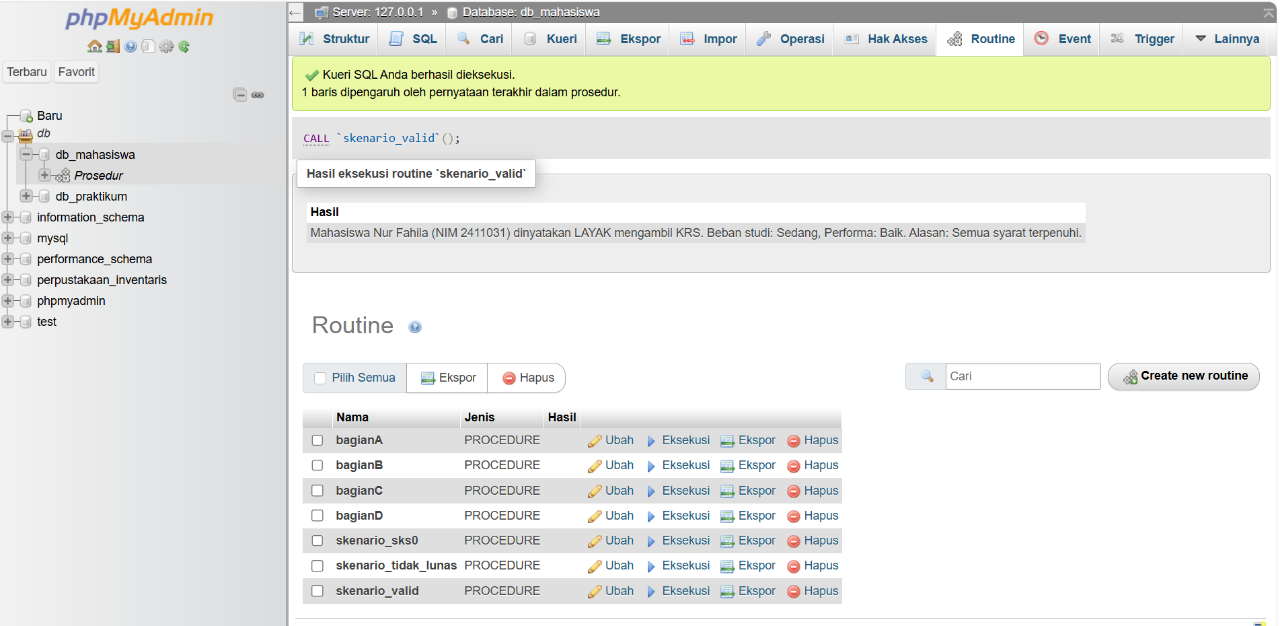 phpMyAdmin
Terbaru Favorit
Baru
db
db_mahasiswa
Prosedur
db_praktikum
information_schema
mysql
performance_schema
perpustakaan_inventaris
phpmyadmin
test
Server: 127.0.0.1 » Database: db_mahasiswa
Struktur SQL Cari Kueri Ekspor Impor Operasi Hak Akses Routine Event Trigger Lainnya
Kueri SQL Anda berhasil dieksekusi.
1 baris dipengaruh oleh pernyataan terakhir dalam prosedur.
CALL `skenario_valid`();
Hasil eksekusi routine `skenario_valid`
Hasil
Mahasiswa Nur Fahila (NIM 2411031) dinyatakan LAYAK mengambil KRS. Beban studi: Sedang, Performa: Baik. Alasan: Semua syarat terpenuhi.
Routine
Pilih Semua Ekspor Hapus Cari Create new routine
Nama Jenis Hasil
bagianA PROCEDURE Ubah Eksekusi Ekspor Hapus
bagianB PROCEDURE Ubah Eksekusi Ekspor Hapus
bagianC PROCEDURE Ubah Eksekusi Ekspor Hapus
bagianD PROCEDURE Ubah Eksekusi Ekspor Hapus
skenario_sks0 PROCEDURE Ubah Eksekusi Ekspor Hapus
skenario_tidak_lunas PROCEDURE Ubah Eksekusi Ekspor Hapus
skenario_valid PROCEDURE Ubah Eksekusi Ekspor Hapus